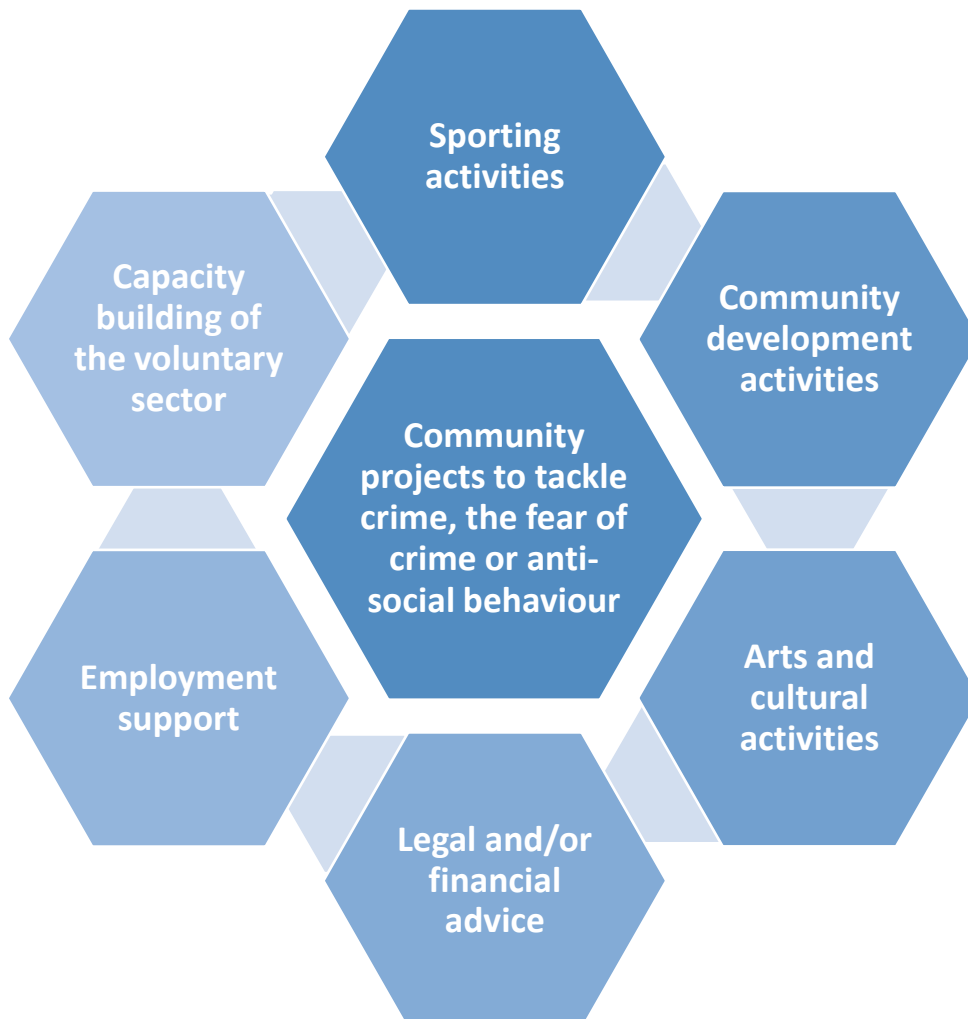 Sporting
activities
Capacity
building of
the voluntary
sector
Community
development
activities
Community
projects to tackle
crime, the fear of
crime or anti-
social behaviour
Employment
support
Arts and
cultural
activities
Legal and/or
financial
advice